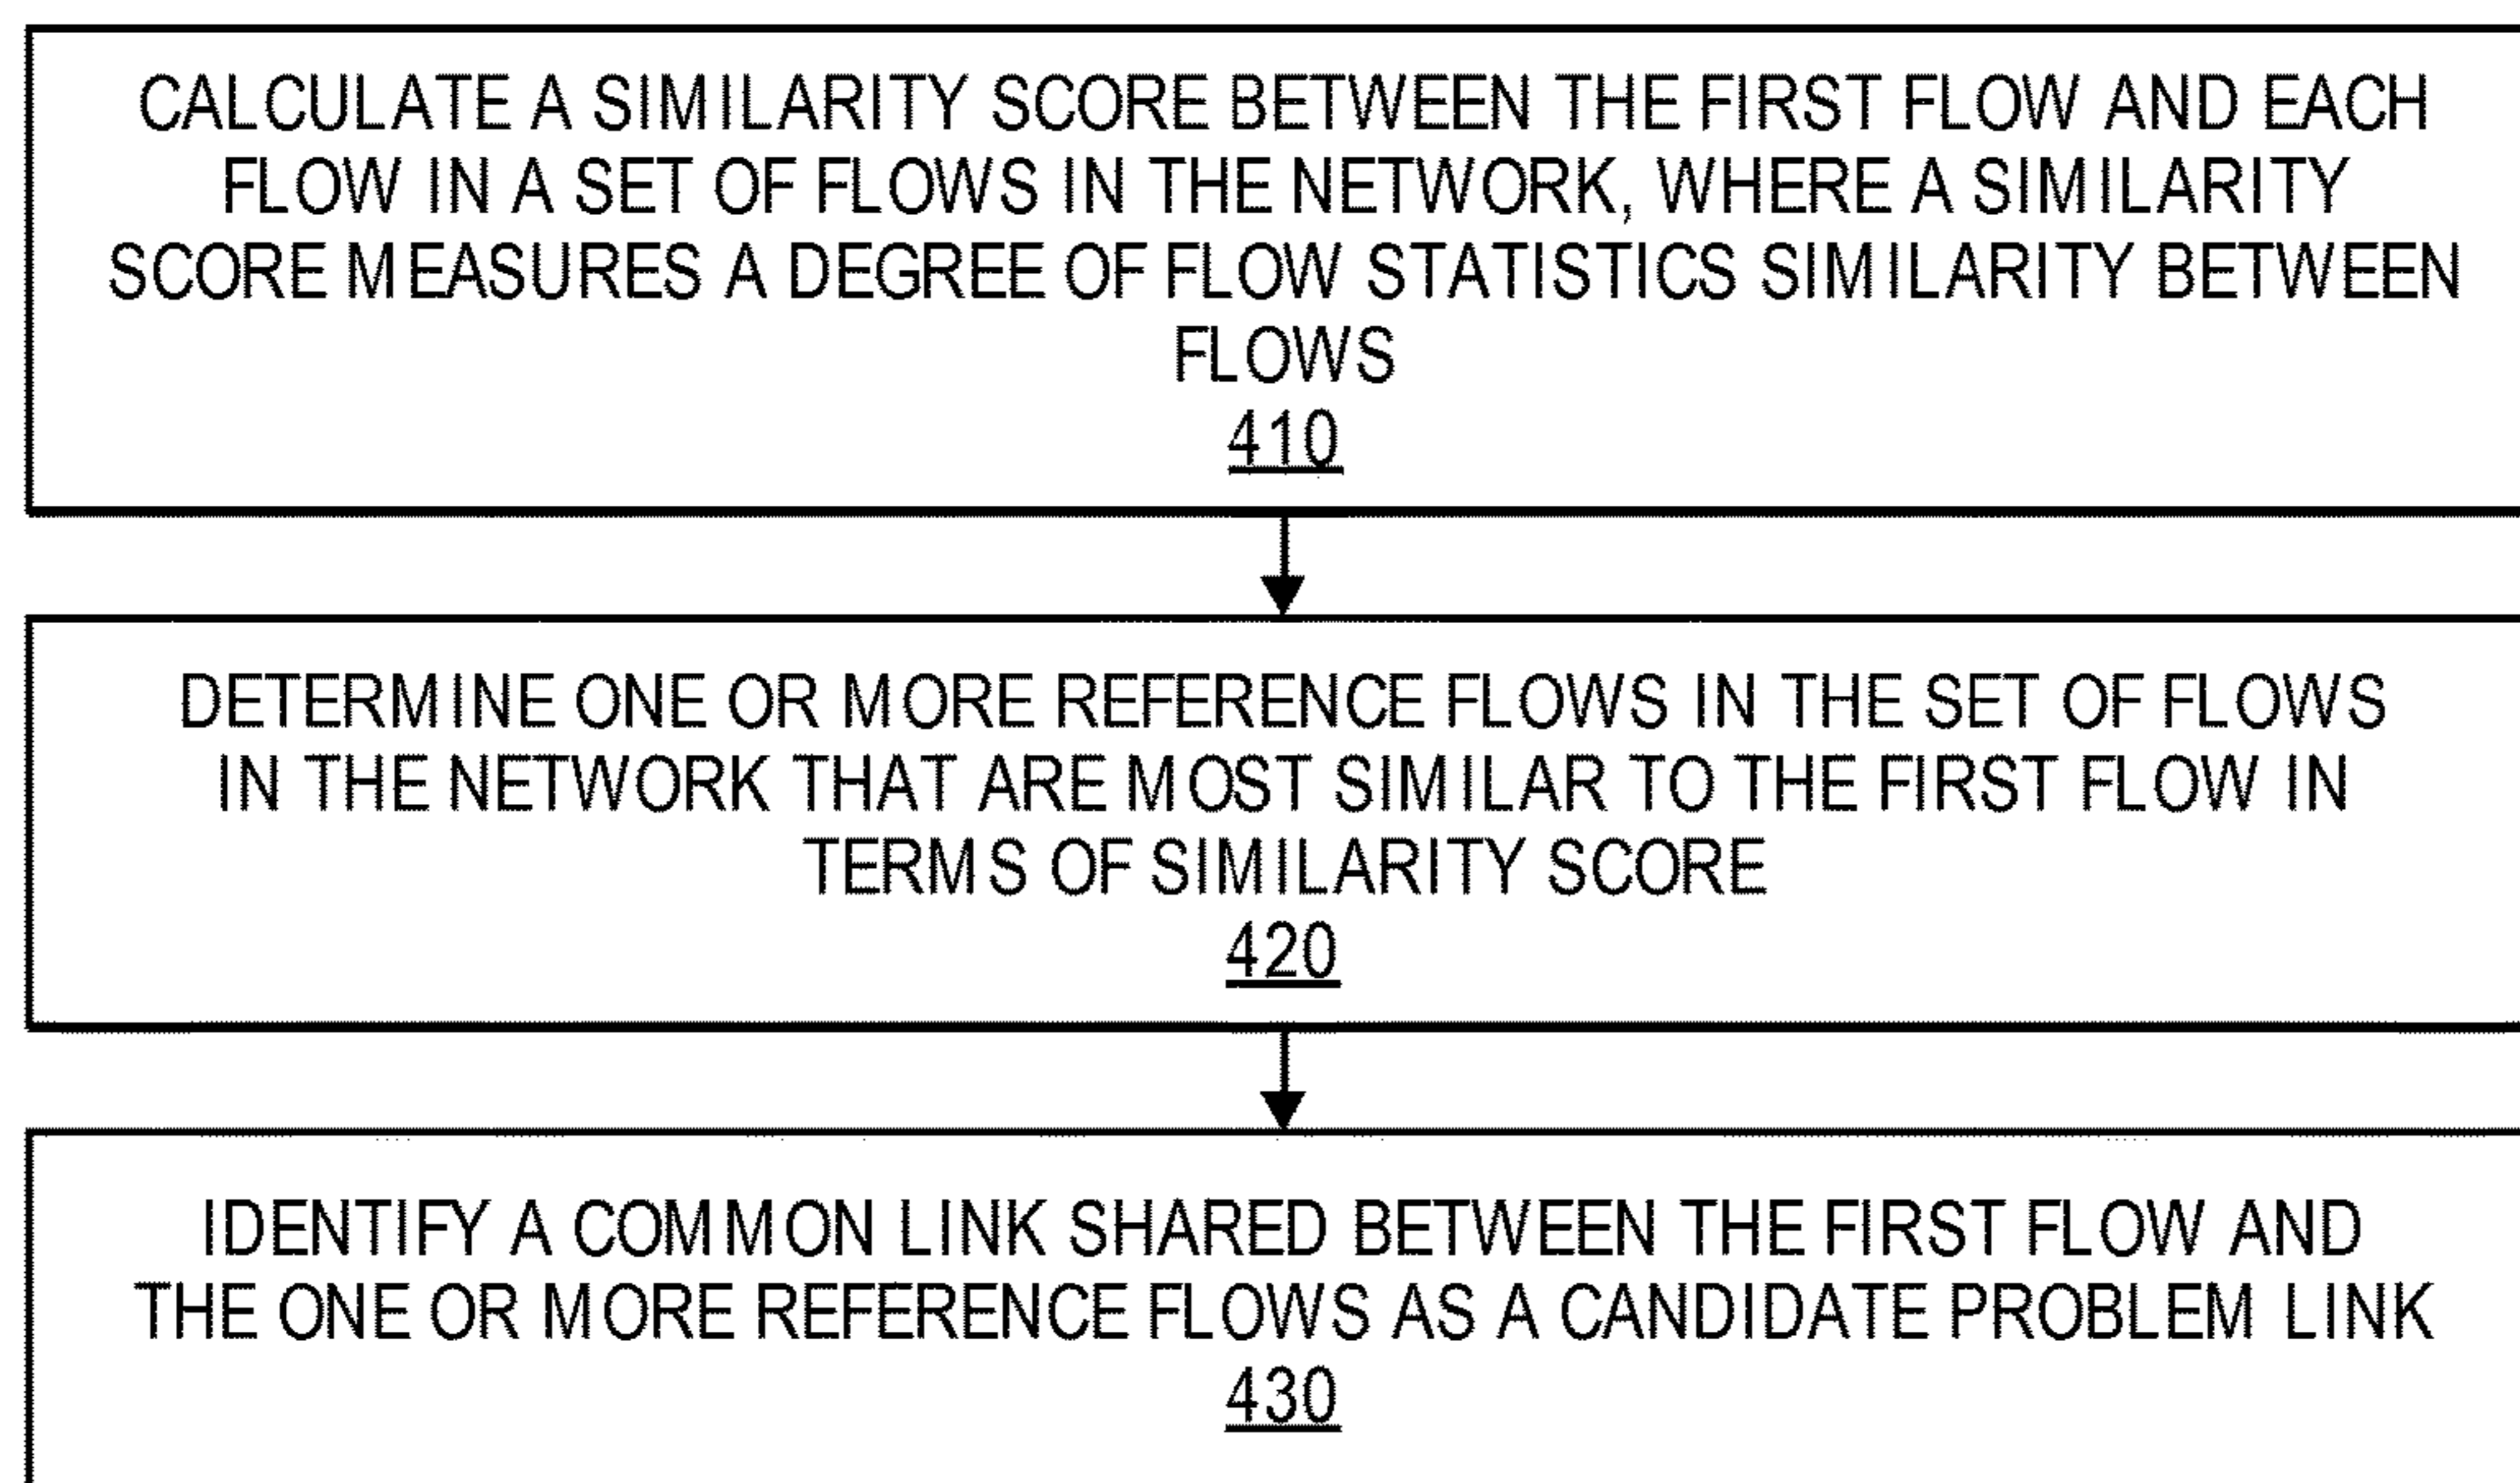 CALCULATE A SIMILARITY SCORE BETWEEN THE FIRST FLOW AND EACH
FLOW IN A SET OF FLOWS IN THE NETWORK, WHERE A SIMILARITY
SCORE MEASURES A DEGREE OF FLOW STATISTICS SIMILARITY BETWEEN
FLOWS
410
DETERMINE ONE OR MORE REFERENCE FLOWS IN THE SET OF FLOWS
IN THE NETWORK THAT ARE MOST SIMILAR TO THE FIRST FLOW IN
TERMS OF SIMILARITY SCORE
420
IDENTIFY A COMMON LINK SHARED BETWEEN THE FIRST FLOW AND
THE ONE OR MORE REFERENCE FLOWS AS A CANDIDATE PROBLEM LINK
430